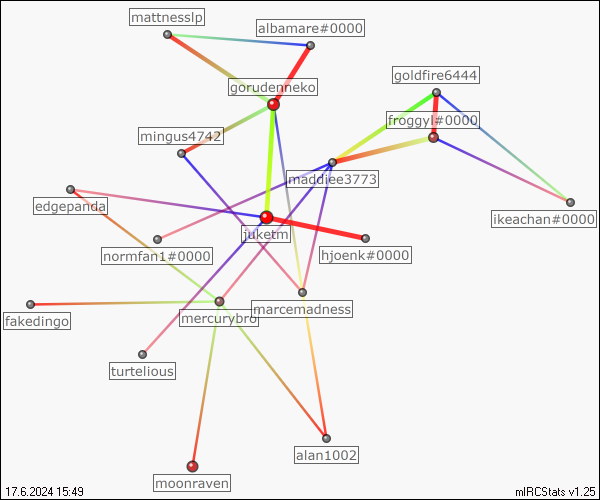 mattnesslp
albamare#0000
goldfire6444
gorudenneko
froggyl#0000
mingus4742
maddiee3773
edgepanda
ikeachan#0000
juketm
normfan1#0000
hjoenk#0000
marcemadness
mercurybro
fakedingo
turtelious
alan1002
moonraven
17.6.2024 15:49
mIRCStats v1.25